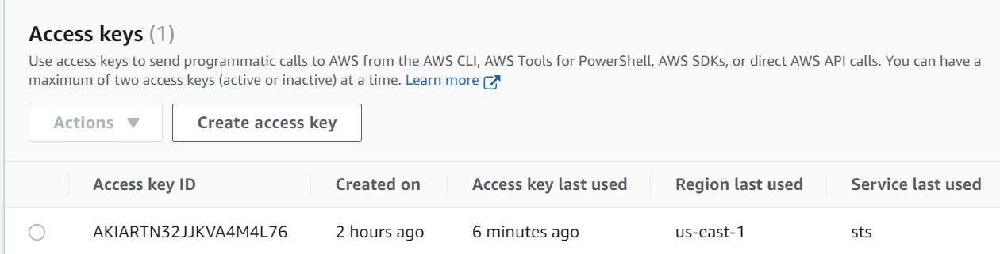 Access keys (1)
Use access keys to send programmatic calls to AWS from the AWS CLI, AWS Tools for PowerShell, AWS SDKs, or direct AWS API calls. You can have a
maximum of two access keys (active or inactive) at a time. Learn more
Actions Create access key
Access key ID Created on Access key last used Region last used Service last used
AKIARTN32JJKVA4M4L76 2 hours ago 6 minutes ago us-east-1 sts